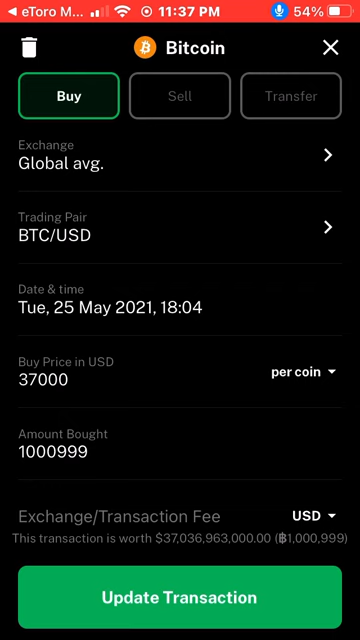 eToro M... 11:37 PM 54%
Bitcoin
Buy Sell Transfer
Exchange
Global avg.
Trading Pair
BTC/USD
Date & time
Tue, 25 May 2021, 18:04
Buy Price in USD
37000 per coin
Amount Bought
1000999
Exchange/Transaction Fee USD
This transaction is worth $37,036,963,000.00 (฿1,000,999)
Update Transaction